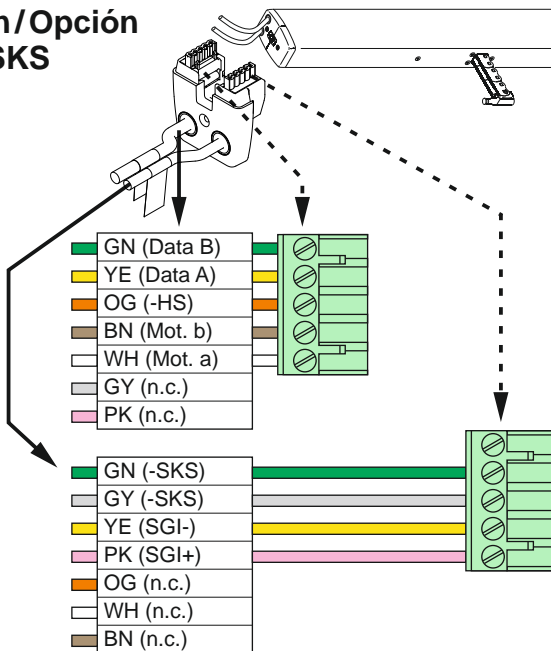 /Opción
SKS
GN (Data B)
YE (Data A)
OG (-HS)
BN (Mot. b)
WH (Mot. a)
GY (n.c.)
PK (n.c.)
GN (-SKS)
GY (-SKS)
YE (SGI-)
PK (SGI+)
OG (n.c.)
WH (n.c.)
BN (n.c.)